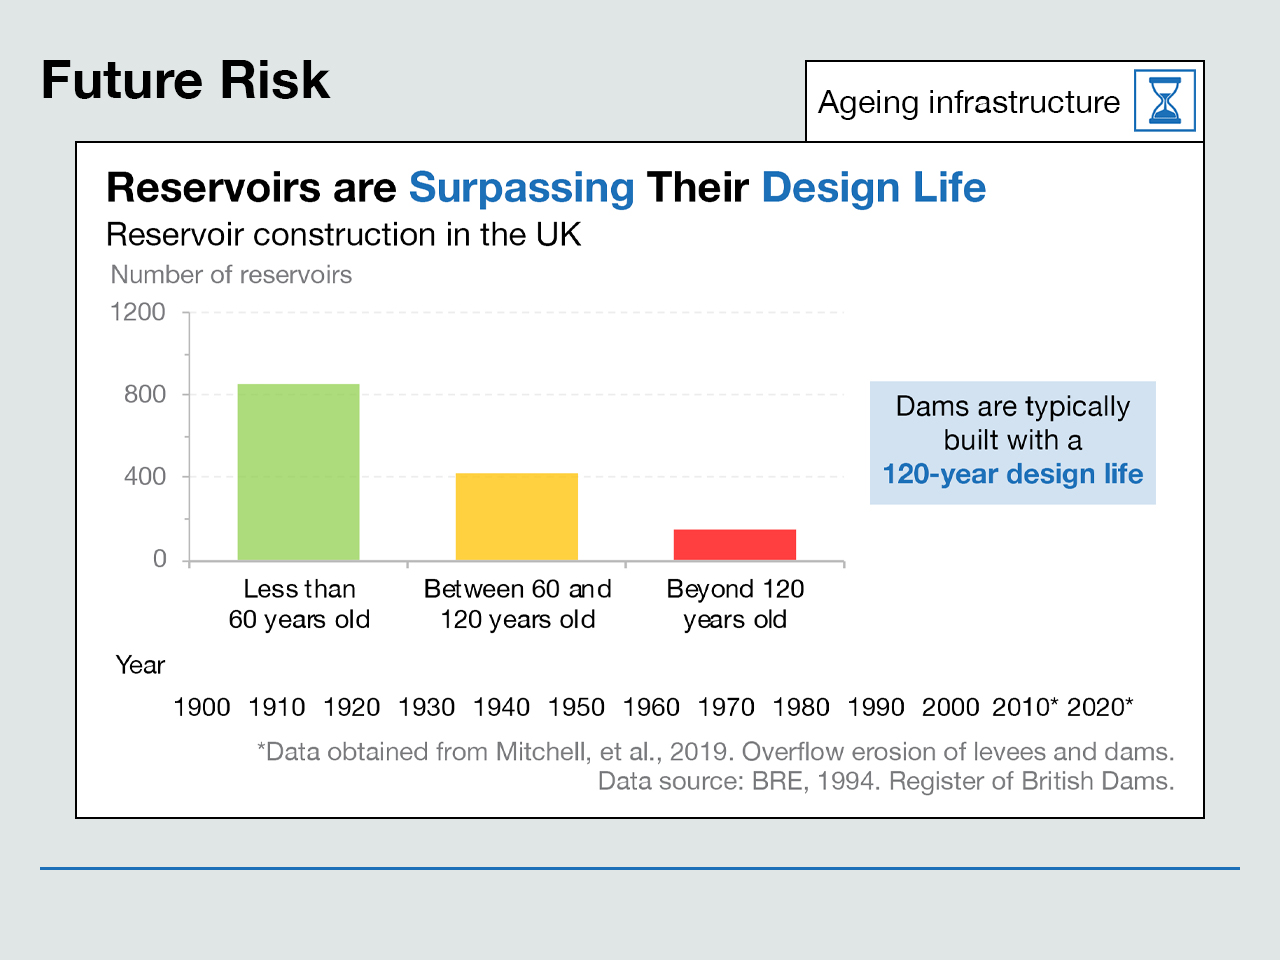 Future Risk
Ageing infrastructure
Reservoirs are Surpassing Their Design Life
Reservoir construction in the UK
Number of reservoirs
1200
800
400
0
Dams are typically
built with a
120-year design life
Less than
60 years old
Between 60 and
120 years old
Beyond 120
years old
Year
1900 1910 1920 1930 1940 1950 1960 1970 1980 1990 2000 2010* 2020*
*Data obtained from Mitchell, et al., 2019. Overflow erosion of levees and dams.
Data source: BRE, 1994. Register of British Dams.